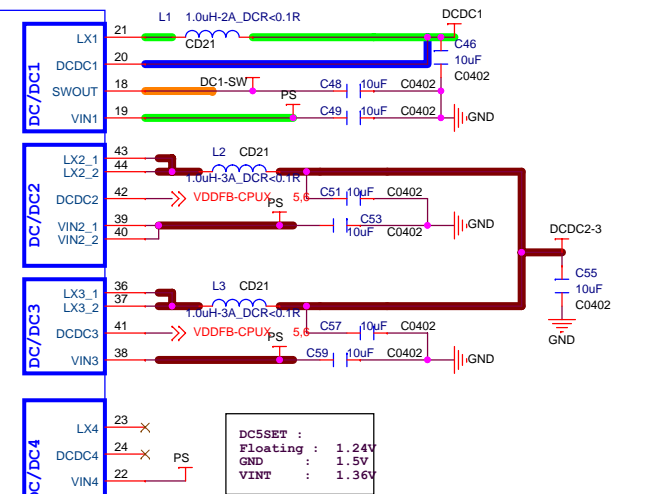 DC/DC1
LX1 21
DCDC1 20
SWOUT 18
VIN1 19
L1 1.0uH-2A_DCR<0.1R
CD21
DCDC1
C46
10uF
C0402
DC1-SW
PS
C48 10uF C0402
C49 10uF C0402
GND
DC/DC2
LX2_1 43
LX2_2 44
DCDC2 42
VIN2_1 39
VIN2_2 40
L2 CD21
1.0uH-3A_DCR<0.1R
VDDFB-CPUX 5,6
PS
C51 10uF C0402
C53
10uF C0402
GND
DCDC2-3
C55
10uF
C0402
GND
DC/DC3
LX3_1 36
LX3_2 37
DCDC3 41
VIN3 38
L3 CD21
1.0uH-3A_DCR<0.1R
VDDFB-CPUX 5,6
PS
C57 10uF C0402
C59 10uF C0402
GND
DC/DC4
LX4 23
DCDC4 24
VIN4 22
PS
DC5SET :
Floating : 1.24V
GND : 1.5V
VINT : 1.36V